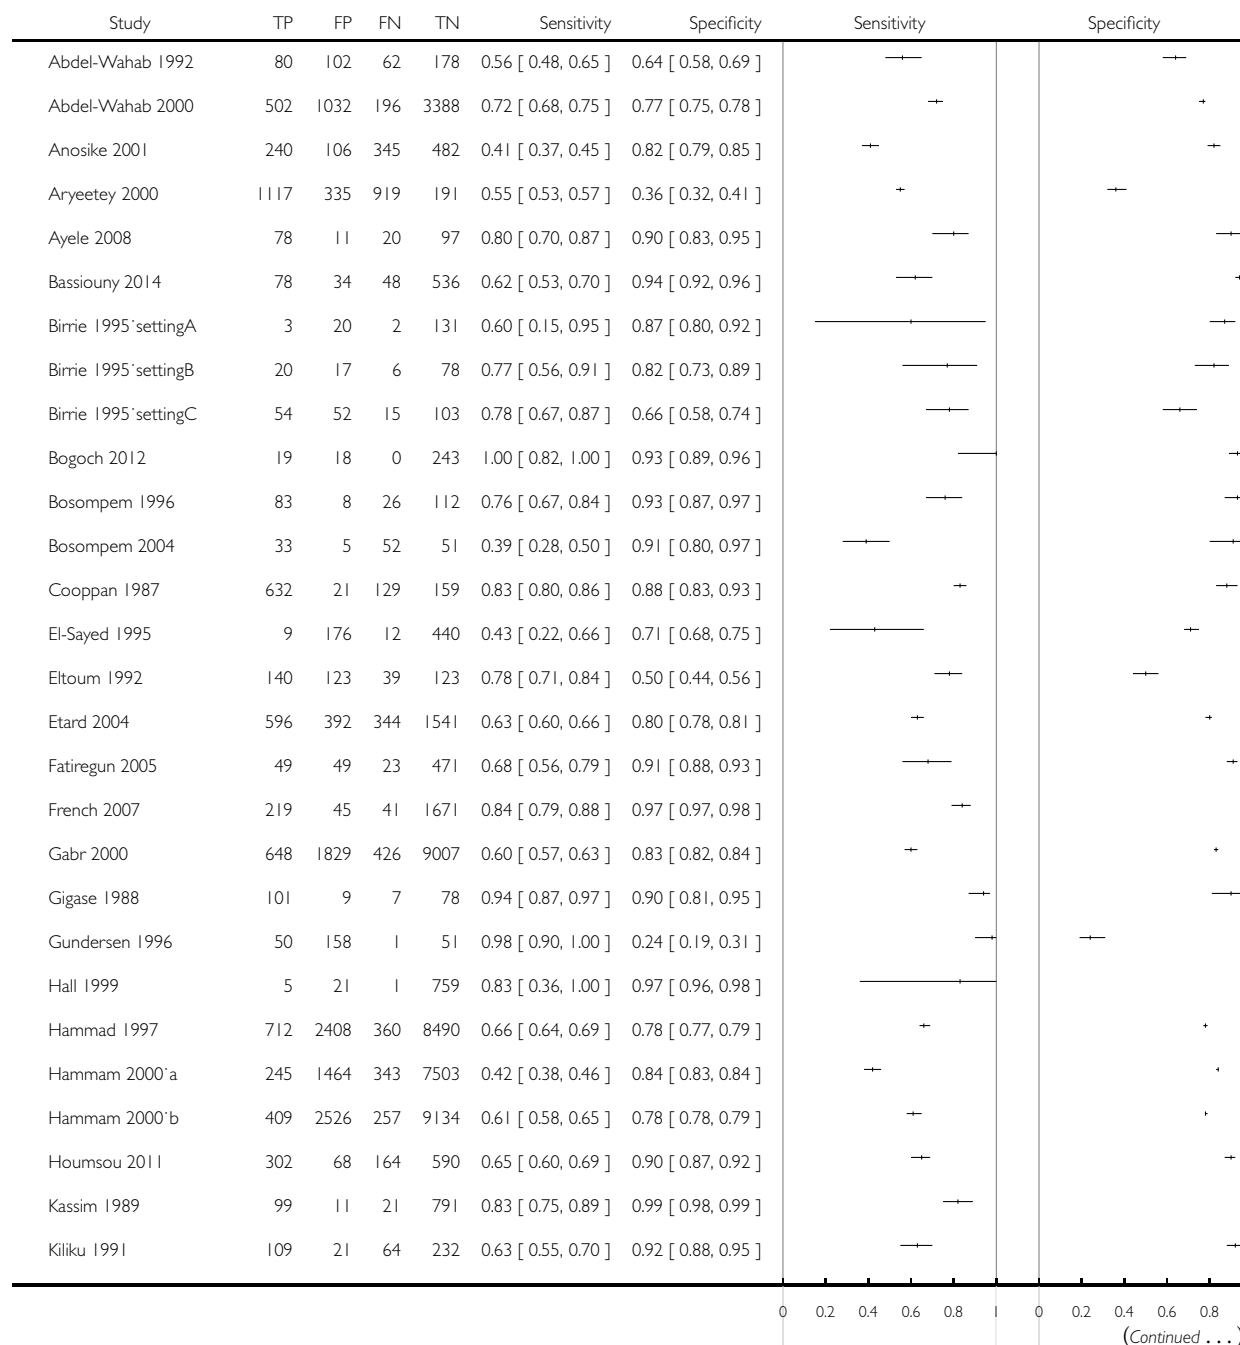 Study TP FP FN TN Sensitivity Specificity Sensitivity Specificity
Abdel-Wahab 1992 80 102 62 178 0.56 [ 0.48, 0.65 ] 0.64 [ 0.58, 0.69 ]
Abdel-Wahab 2000 502 1032 196 3388 0.72 [ 0.68, 0.75 ] 0.77 [ 0.75, 0.78 ]
Anosike 2001 240 106 345 482 0.41 [ 0.37, 0.45 ] 0.82 [ 0.79, 0.85 ]
Aryeetey 2000 1117 335 919 191 0.55 [ 0.53, 0.57 ] 0.36 [ 0.32, 0.41 ]
Ayele 2008 78 11 20 97 0.80 [ 0.70, 0.87 ] 0.90 [ 0.83, 0.95 ]
Bassiouny 2014 78 34 48 536 0.62 [ 0.53, 0.70 ] 0.94 [ 0.92, 0.96 ]
Birrie 1995˙settingA 3 20 2 131 0.60 [ 0.15, 0.95 ] 0.87 [ 0.80, 0.92 ]
Birrie 1995˙settingB 20 17 6 78 0.77 [ 0.56, 0.91 ] 0.82 [ 0.73, 0.89 ]
Birrie 1995˙settingC 54 52 15 103 0.78 [ 0.67, 0.87 ] 0.66 [ 0.58, 0.74 ]
Bogoch 2012 19 18 0 243 1.00 [ 0.82, 1.00 ] 0.93 [ 0.89, 0.96 ]
Bosompem 1996 83 8 26 112 0.76 [ 0.67, 0.84 ] 0.93 [ 0.87, 0.97 ]
Bosompem 2004 33 5 52 51 0.39 [ 0.28, 0.50 ] 0.91 [ 0.80, 0.97 ]
Cooppan 1987 632 21 129 159 0.83 [ 0.80, 0.86 ] 0.88 [ 0.83, 0.93 ]
El-Sayed 1995 9 176 12 440 0.43 [ 0.22, 0.66 ] 0.71 [ 0.68, 0.75 ]
Eltoum 1992 140 123 39 123 0.78 [ 0.71, 0.84 ] 0.50 [ 0.44, 0.56 ]
Etard 2004 596 392 344 1541 0.63 [ 0.60, 0.66 ] 0.80 [ 0.78, 0.81 ]
Fatiregun 2005 49 49 23 471 0.68 [ 0.56, 0.79 ] 0.91 [ 0.88, 0.93 ]
French 2007 219 45 41 1671 0.84 [ 0.79, 0.88 ] 0.97 [ 0.97, 0.98 ]
Gabr 2000 648 1829 426 9007 0.60 [ 0.57, 0.63 ] 0.83 [ 0.82, 0.84 ]
Gigase 1988 101 9 7 78 0.94 [ 0.87, 0.97 ] 0.90 [ 0.81, 0.95 ]
Gundersen 1996 50 158 1 51 0.98 [ 0.90, 1.00 ] 0.24 [ 0.19, 0.31 ]
Hall 1999 5 21 1 759 0.83 [ 0.36, 1.00 ] 0.97 [ 0.96, 0.98 ]
Hammad 1997 712 2408 360 8490 0.66 [ 0.64, 0.69 ] 0.78 [ 0.77, 0.79 ]
Hammam 2000˙a 245 1464 343 7503 0.42 [ 0.38, 0.46 ] 0.84 [ 0.83, 0.84 ]
Hammam 2000˙b 409 2526 257 9134 0.61 [ 0.58, 0.65 ] 0.78 [ 0.78, 0.79 ]
Houmsou 2011 302 68 164 590 0.65 [ 0.60, 0.69 ] 0.90 [ 0.87, 0.92 ]
Kassim 1989 99 11 21 791 0.83 [ 0.75, 0.89 ] 0.99 [ 0.98, 0.99 ]
Kiliku 1991 109 21 64 232 0.63 [ 0.55, 0.70 ] 0.92 [ 0.88, 0.95 ]
0 0.2 0.4 0.6 0.8 1 0 0.2 0.4 0.6 0.8
(Continued . . . )